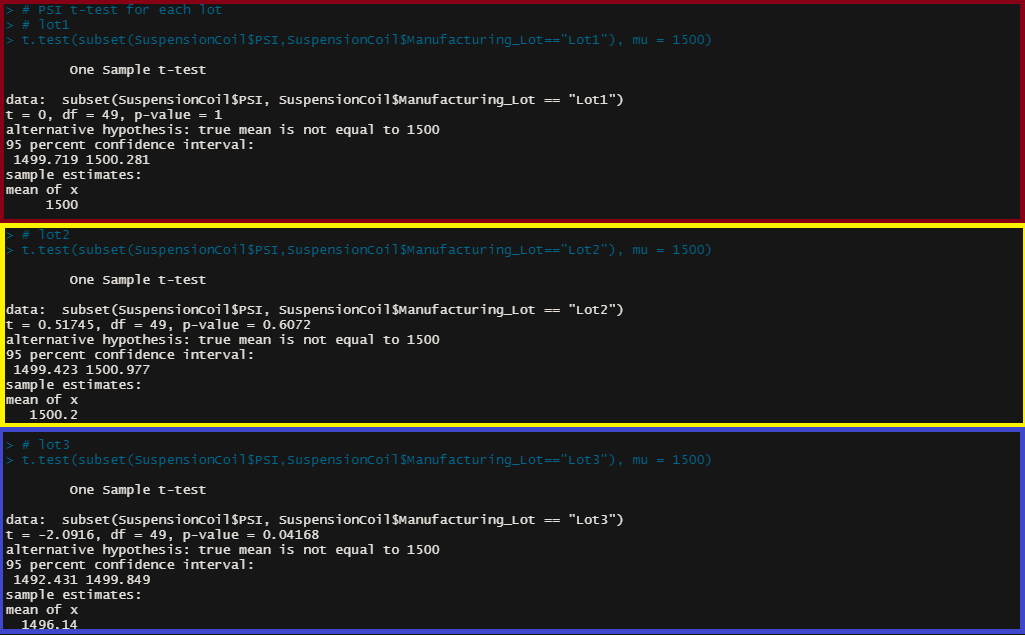 > # PSI t-test for each lot
> # lot1
> t.test(subset(SuspensionCoil$PSI,SuspensionCoil$Manufacturing_Lot=="Lot1"), mu = 1500)
One Sample t-test
data:  subset(SuspensionCoil$PSI, SuspensionCoil$Manufacturing_Lot == "Lot1")
t = 0, df = 49, p-value = 1
alternative hypothesis: true mean is not equal to 1500
95 percent confidence interval:
1499.719 1500.281
sample estimates:
mean of x
1500
> # lot2
> t.test(subset(SuspensionCoil$PSI,SuspensionCoil$Manufacturing_Lot=="Lot2"), mu = 1500)
One Sample t-test
data:  subset(SuspensionCoil$PSI, SuspensionCoil$Manufacturing_Lot == "Lot2")
t = 0.51745, df = 49, p-value = 0.6072
alternative hypothesis: true mean is not equal to 1500
95 percent confidence interval:
1499.423 1500.977
sample estimates:
mean of x
1500.2
> # lot3
> t.test(subset(SuspensionCoil$PSI,SuspensionCoil$Manufacturing_Lot=="Lot3"), mu = 1500)
One Sample t-test
data:  subset(SuspensionCoil$PSI, SuspensionCoil$Manufacturing_Lot == "Lot3")
t = -2.0916, df = 49, p-value = 0.04168
alternative hypothesis: true mean is not equal to 1500
95 percent confidence interval:
1492.431 1499.849
sample estimates:
mean of x
1496.14